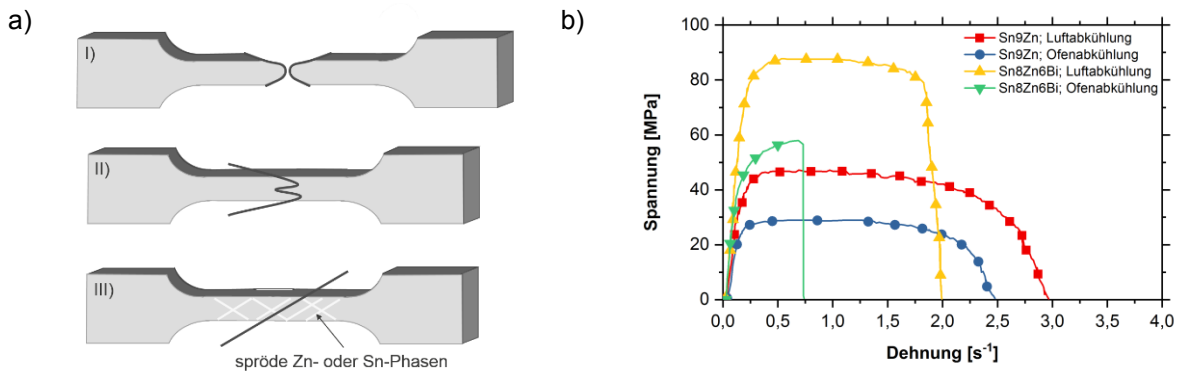 a)
I)
II)
III)
spröde Zn- oder Sn-Phasen
b)
Spannung [MPa]
100
80
60
40
20
0
Sn9Zn; Luftabkühlung
Sn9Zn; Ofenabkühlung
Sn8Zn6Bi; Luftabkühlung
Sn8Zn6Bi; Ofenabkühlung
0,0 0,5 1,0 1,5 2,0 2,5 3,0 3,5 4,0
Dehnung [s⁻¹]